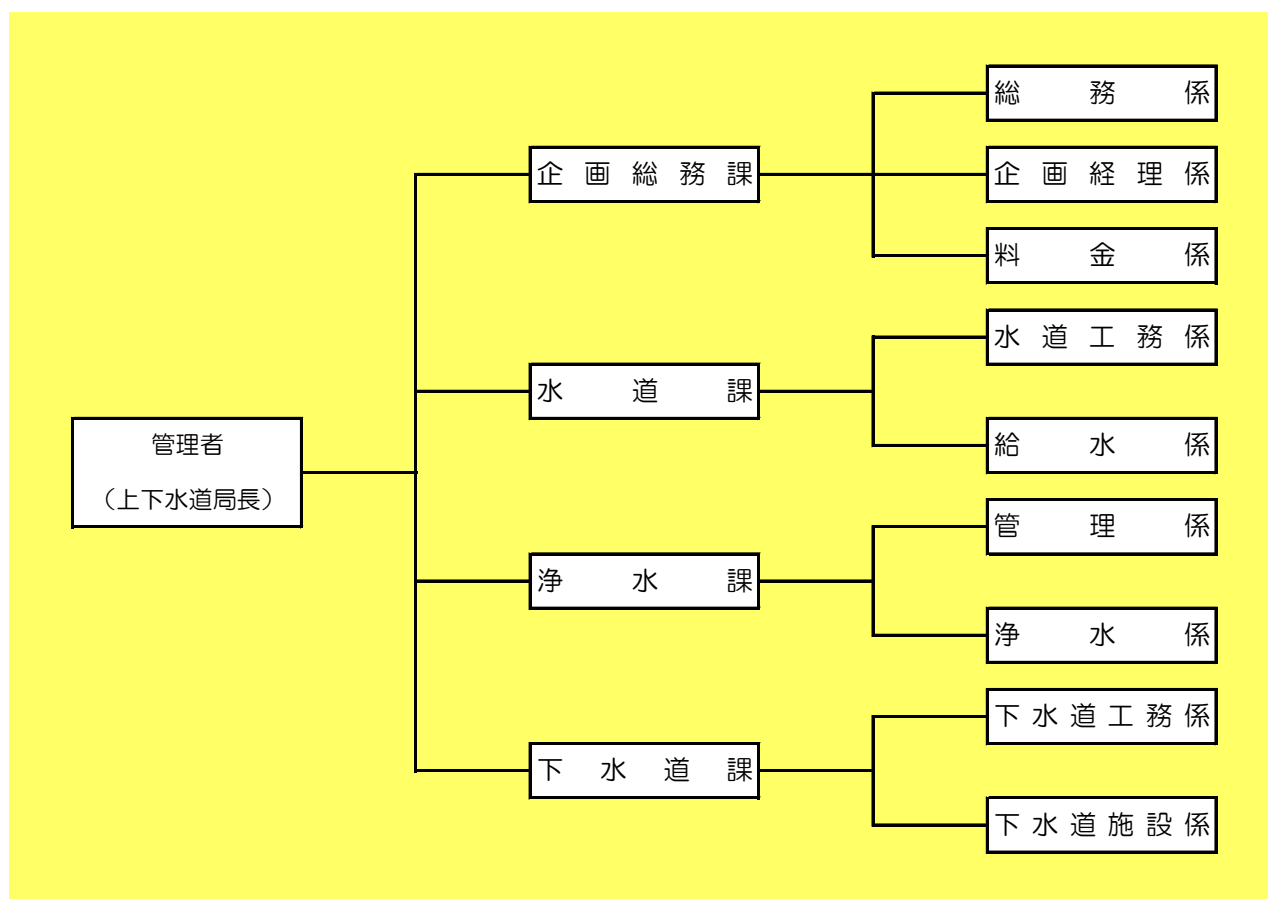 管理者
（上下水道局長）
企画総務課
総務係
企画経理係
料金係
水道課
水道工務係
給水係
浄水課
管理係
浄水係
下水道課
下水道工務係
下水道施設係